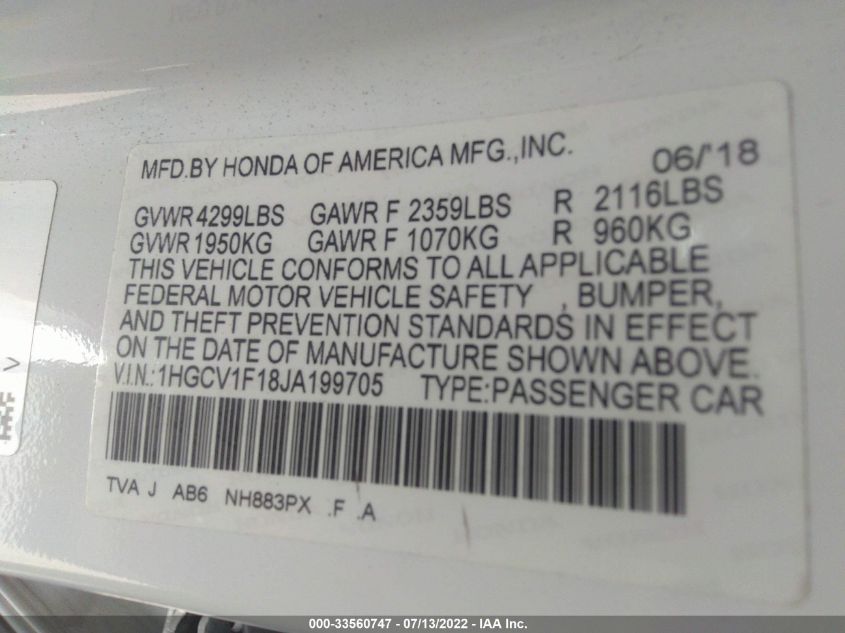 MFD.BY HONDA OF AMERICA MFG.,INC. 06/'18
GVWR 4299LBS GAWR F 2359LBS R 2116LBS
GVWR 1950KG GAWR F 1070KG R 960KG
THIS VEHICLE CONFORMS TO ALL APPLICABLE
FEDERAL MOTOR VEHICLE SAFETY , BUMPER,
AND THEFT PREVENTION STANDARDS IN EFFECT
ON THE DATE OF MANUFACTURE SHOWN ABOVE.
V.I.N.:1HGCV1F18JA199705 TYPE:PASSENGER CAR
TVA J AB6 NH883PX .F .A
000-33560747 - 07/13/2022 - IAA Inc.